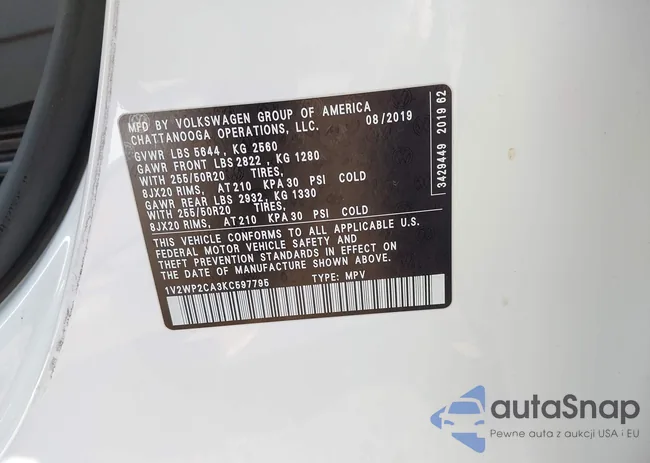 MFD BY VOLKSWAGEN GROUP OF AMERICA
CHATTANOOGA OPERATIONS, LLC. 08/2019
GVWR LBS 5644 , KG 2560
GAWR FRONT LBS 2822 , KG 1280
WITH 255/50R20 TIRES,
8JX20 RIMS, AT 210 KPA 30 PSI COLD
GAWR REAR LBS 2932, KG 1330
WITH 255/50R20 TIRES,
8JX20 RIMS, AT 210 KPA 30 PSI COLD
THIS VEHICLE CONFORMS TO ALL APPLICABLE U.S.
FEDERAL MOTOR VEHICLE SAFETY AND
THEFT PREVENTION STANDARDS IN EFFECT ON
THE DATE OF MANUFACTURE SHOWN ABOVE.
1V2WP2CA3KC597795 TYPE: MPV
3429449 2019 62
autaSnap
Pewne auta z aukcji USA i EU